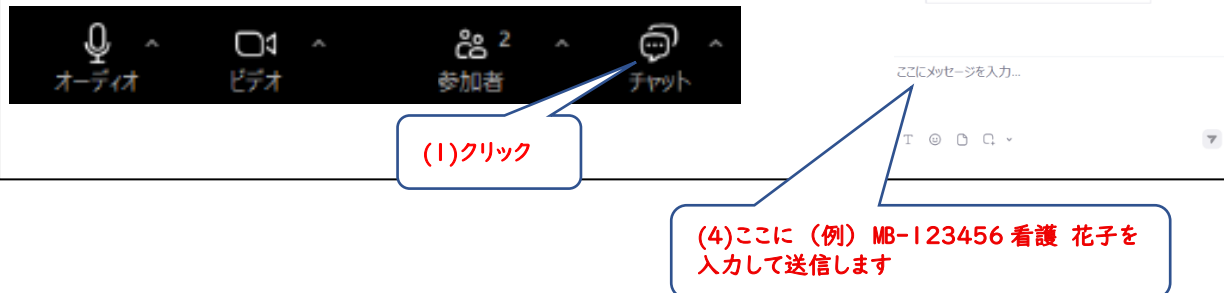 オーディオ ビデオ 参加者 2 チャット
ここにメッセージを入力...
(1)クリック
(4)ここに (例) MB-123456 看護 花子を
入力して送信します